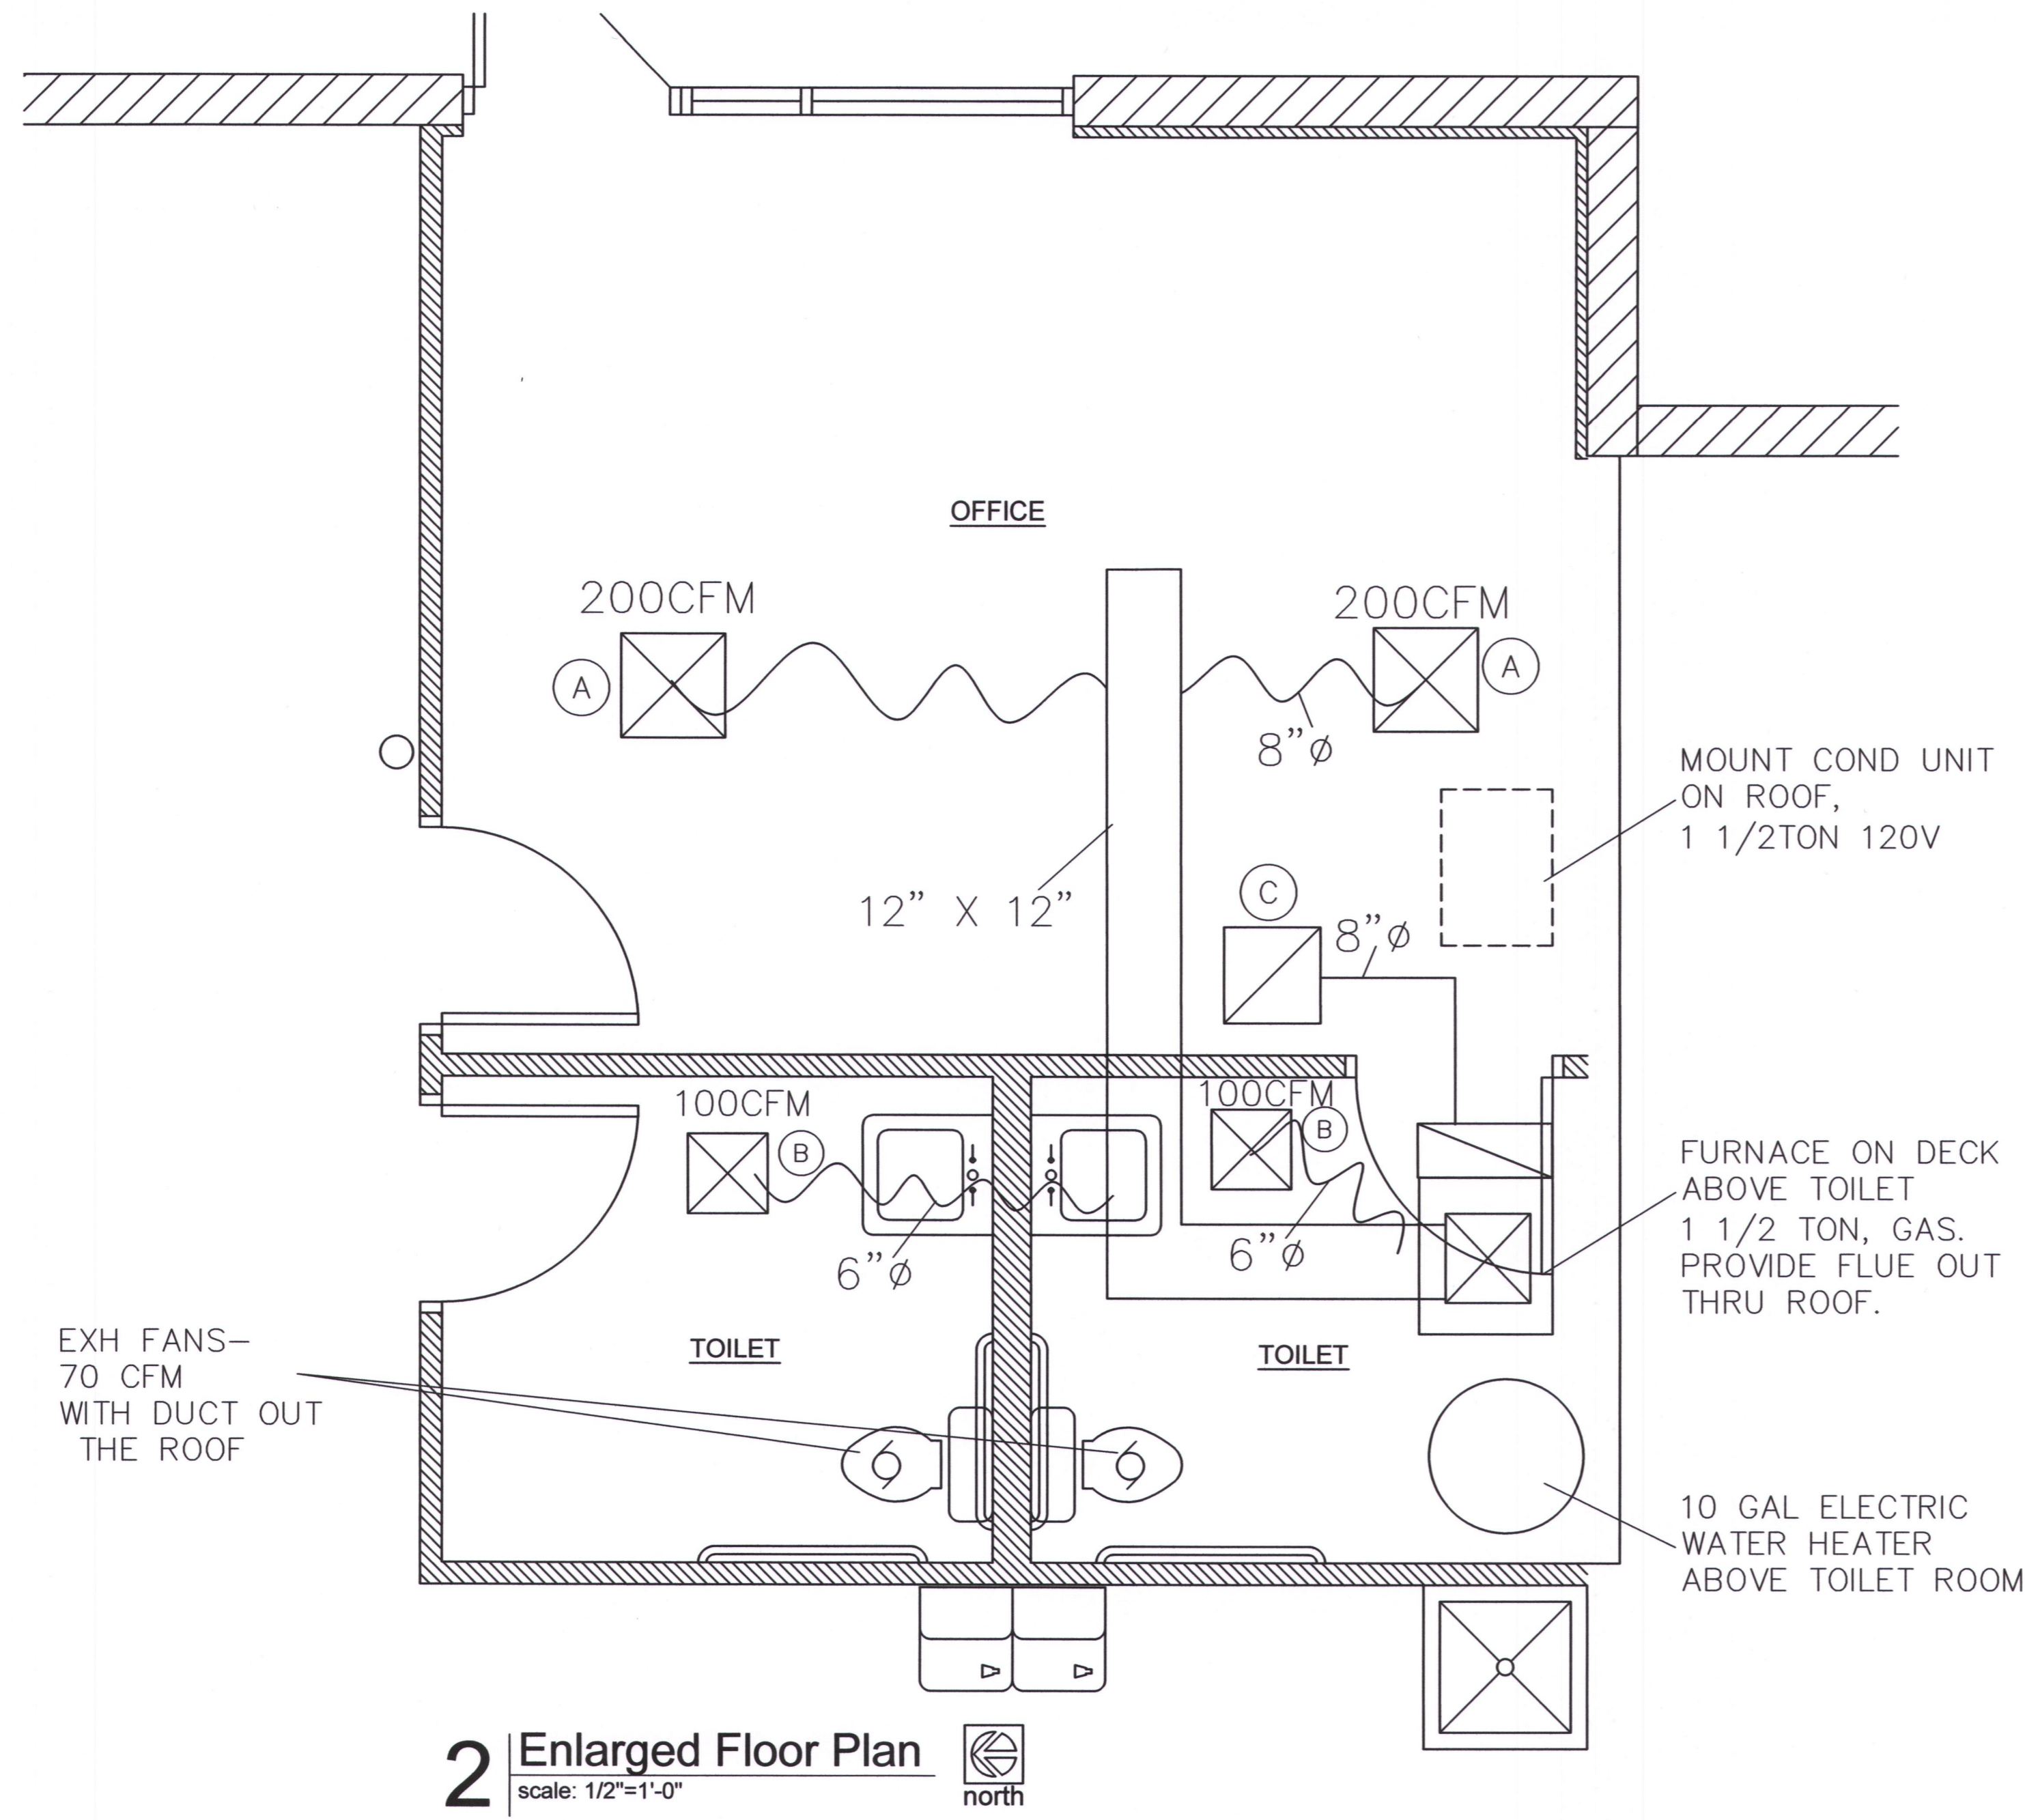 OFFICE
200CFM
200CFM
A
A
8"ø
MOUNT COND UNIT
ON ROOF,
1 1/2TON 120V
12" X 12"
C
8"ø
100CFM
B
100CFM
B
6"ø
6"ø
FURNACE ON DECK
ABOVE TOILET
1 1/2 TON, GAS.
PROVIDE FLUE OUT
THRU ROOF.
EXH FANS-
70 CFM
WITH DUCT OUT
THE ROOF
TOILET
TOILET
10 GAL ELECTRIC
WATER HEATER
ABOVE TOILET ROOM
2
Enlarged Floor Plan
scale: 1/2"=1'-0"
north